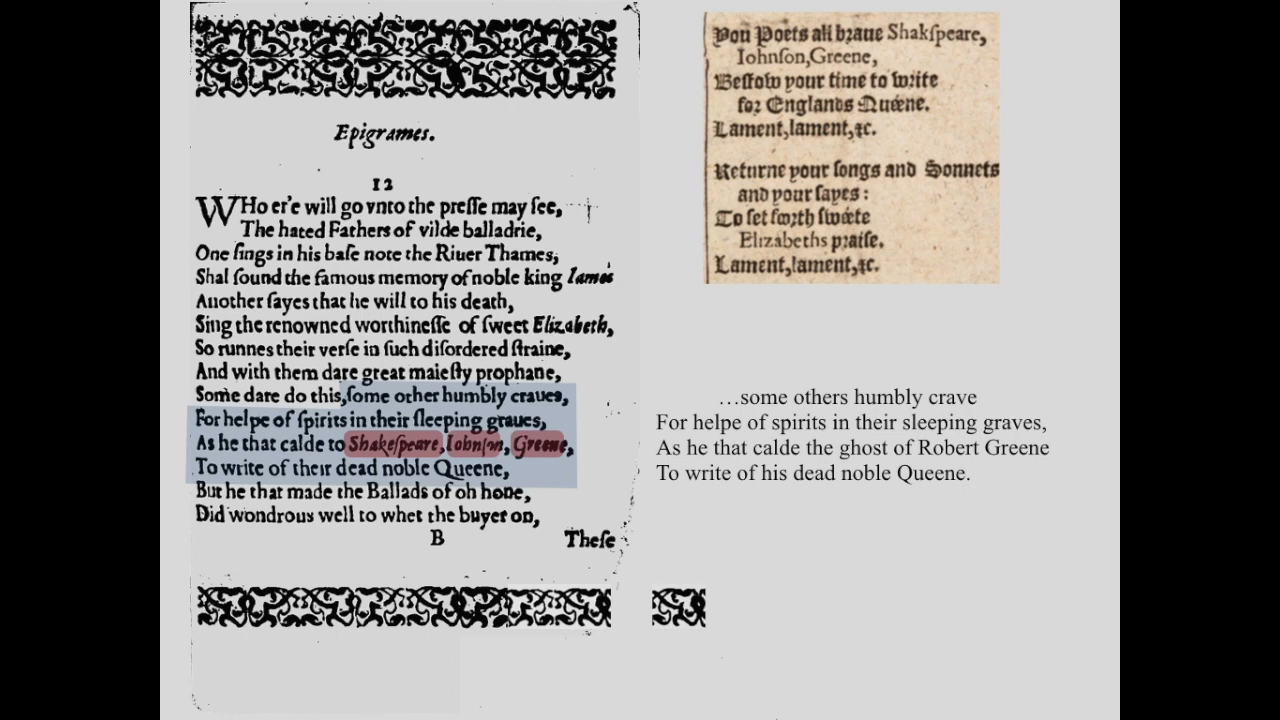 Epigrames.
12
WHo er'e will go vnto the presse may see,
The hated Fathers of vilde balladrie,
One sings in his base note the Riuer Thames,
Shal sound the famous memory of noble king Iames
Another sayes that he will to his death,
Sing the renowned worthinesse of sweet Elizabeth,
So runnes their verse in such disordered straine,
And with them dare great maiesty prophane,
Some dare do this, some other humbly craues,
For helpe of spirits in their sleeping graues,
As he that calde to Shakespeare, Iohnson, Greene,
To write of their dead noble Queene,
But he that made the Ballads of oh hone,
Did wondrous well to whet the buyer on,
B These
You Poets all braue Shakspeare,
Iohnson, Greene,
Bestow your time to write
for Englands Quéene.
Lament, lament, &c.
Returne your songs and Sonnets
and your sayes:
To set forth sweete
Elizabeths praise.
Lament, lament, &c.
…some others humbly crave
For helpe of spirits in their sleeping graves,
As he that calde the ghost of Robert Greene
To write of his dead noble Queene.